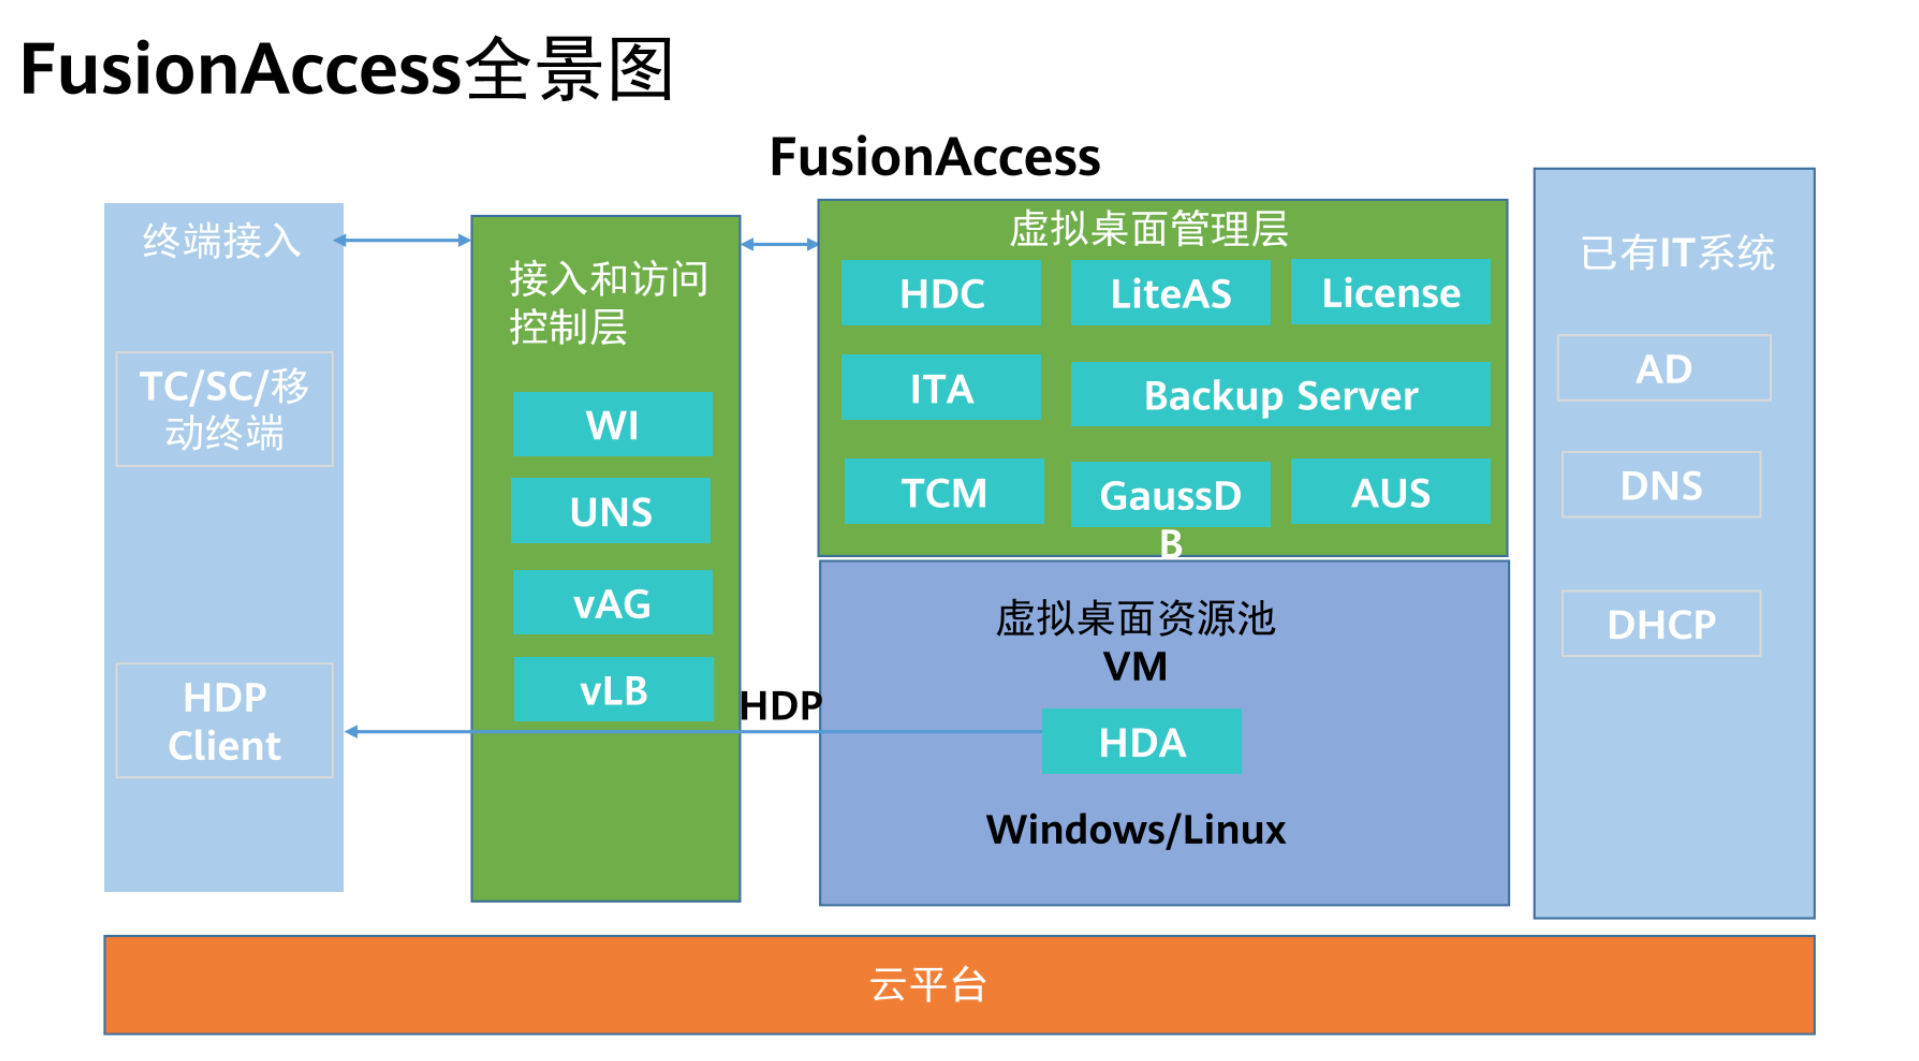 FusionAccess全景图
FusionAccess
终端接入
TC/SC/移
动终端
HDP
Client
接入和访问
控制层
WI
UNS
vAG
vLB
HDP
虚拟桌面管理层
HDC
LiteAS
License
ITA
Backup Server
TCM
GaussD
B
AUS
虚拟桌面资源池
VM
HDA
Windows/Linux
已有IT系统
AD
DNS
DHCP
云平台